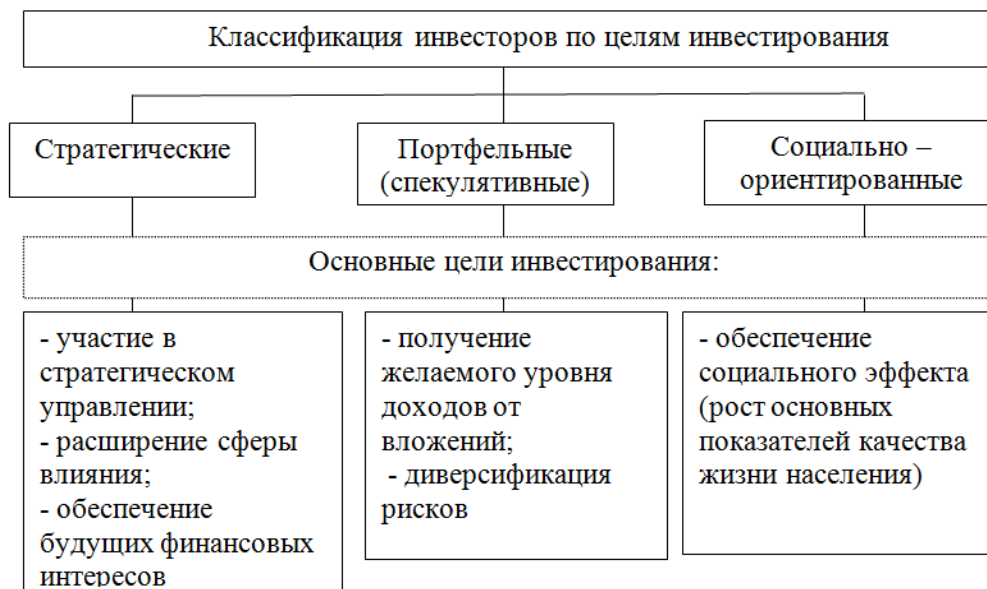 Классификация инвесторов по целям инвестирования
Стратегические
Портфельные
(спекулятивные)
Социально –
ориентированные
Основные цели инвестирования:
- участие в
стратегическом
управлении;
- расширение сферы
влияния;
- обеспечение
будущих финансовых
интересов
- получение
желаемого уровня
доходов от
вложений;
- диверсификация
рисков
- обеспечение
социального эффекта
(рост основных
показателей качества
жизни населения)